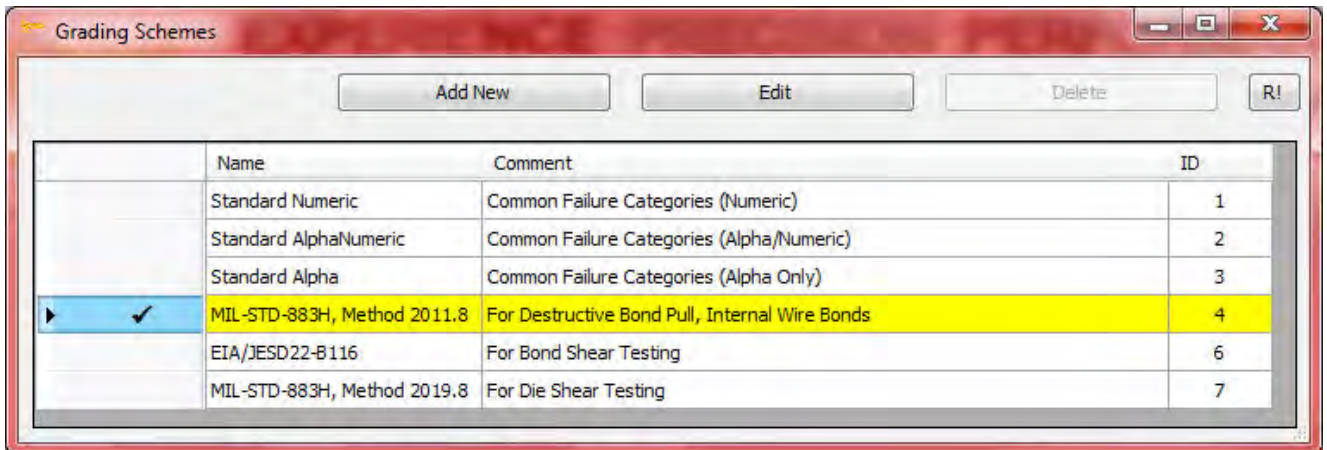 Grading Schemes
Add New Edit Delete R!
Name Comment ID
Standard Numeric Common Failure Categories (Numeric) 1
Standard AlphaNumeric Common Failure Categories (Alpha/Numeric) 2
Standard Alpha Common Failure Categories (Alpha Only) 3
MIL-STD-883H, Method 2011.8 For Destructive Bond Pull, Internal Wire Bonds 4
EIA/JESD22-B116 For Bond Shear Testing 6
MIL-STD-883H, Method 2019.8 For Die Shear Testing 7